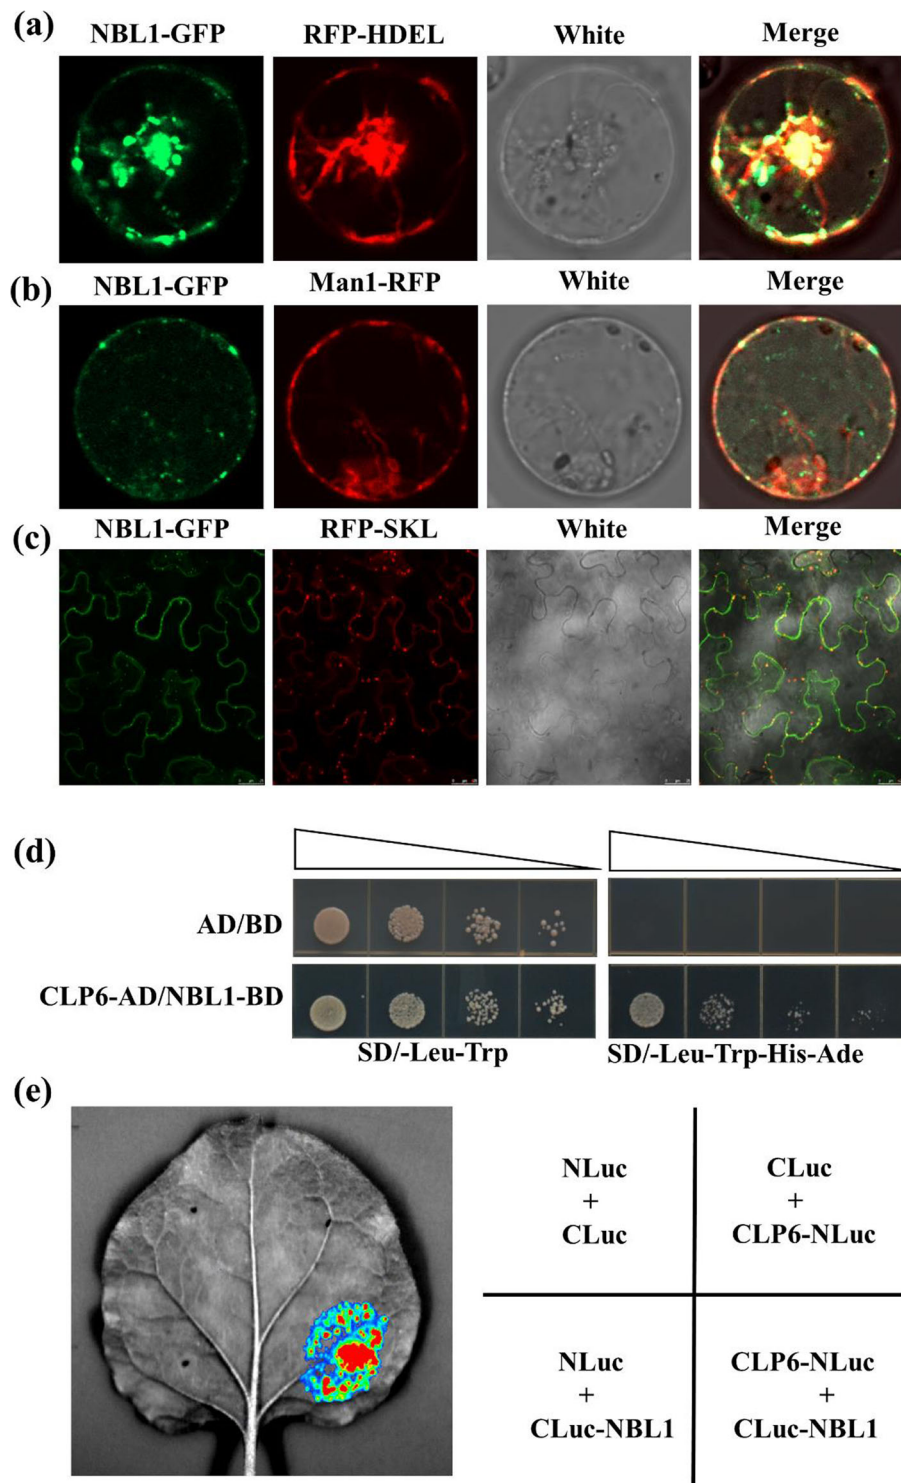 (a)
NBL1-GFP RFP-HDEL White Merge
(b)
NBL1-GFP Man1-RFP White Merge
(c)
NBL1-GFP RFP-SKL White Merge
(d)
AD/BD
CLP6-AD/NBL1-BD
SD/-Leu-Trp SD/-Leu-Trp-His-Ade
(e)
NLuc
+
CLuc
CLuc
+
CLP6-NLuc
NLuc
+
CLuc-NBL1
CLP6-NLuc
+
CLuc-NBL1